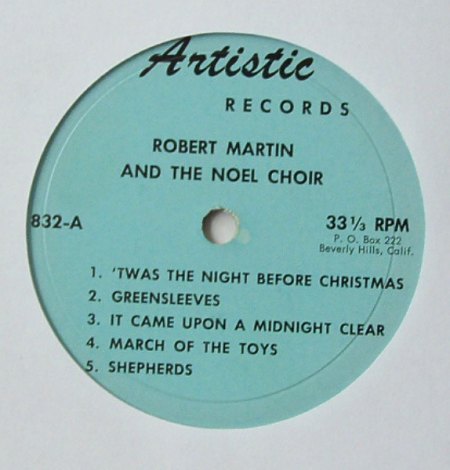 Artistic
RECORDS
ROBERT MARTIN
AND THE NOEL CHOIR
832-A
33 1/3 RPM
P. O. Box 222
Beverly Hills, Calif.
1. 'TWAS THE NIGHT BEFORE CHRISTMAS
2. GREENSLEEVES
3. IT CAME UPON A MIDNIGHT CLEAR
4. MARCH OF THE TOYS
5. SHEPHERDS